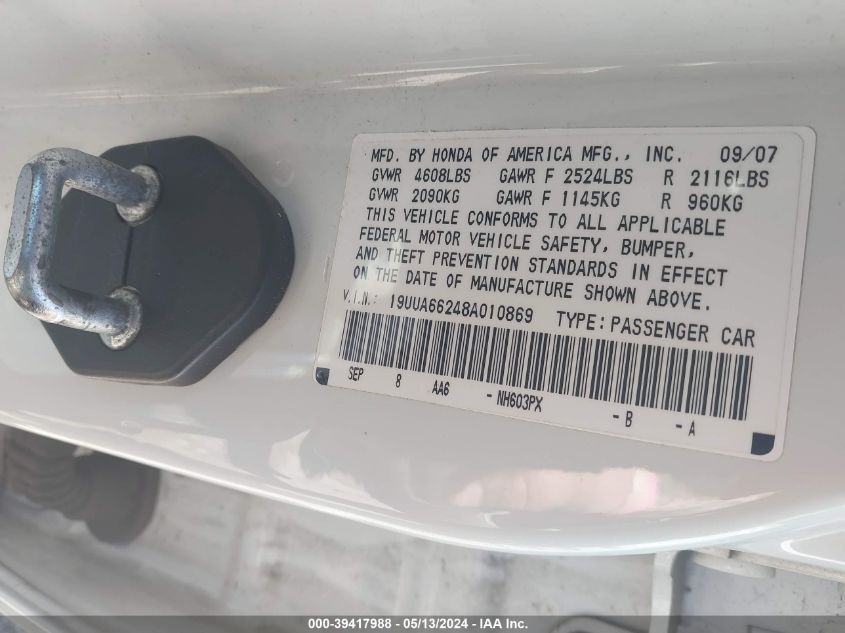 MFD. BY HONDA OF AMERICA MFG., INC. 09/07
GVWR 4608LBS GAWR F 2524LBS R 2116LBS
GVWR 2090KG GAWR F 1145KG R 960KG
THIS VEHICLE CONFORMS TO ALL APPLICABLE
FEDERAL MOTOR VEHICLE SAFETY, BUMPER,
AND THEFT PREVENTION STANDARDS IN EFFECT
ON THE DATE OF MANUFACTURE SHOWN ABOVE.
V.I.N.: 19UUA66248A010869 TYPE: PASSENGER CAR
SEP 8 AA6 -NH603PX -B -A
000-39417988 - 05/13/2024 - IAA Inc.